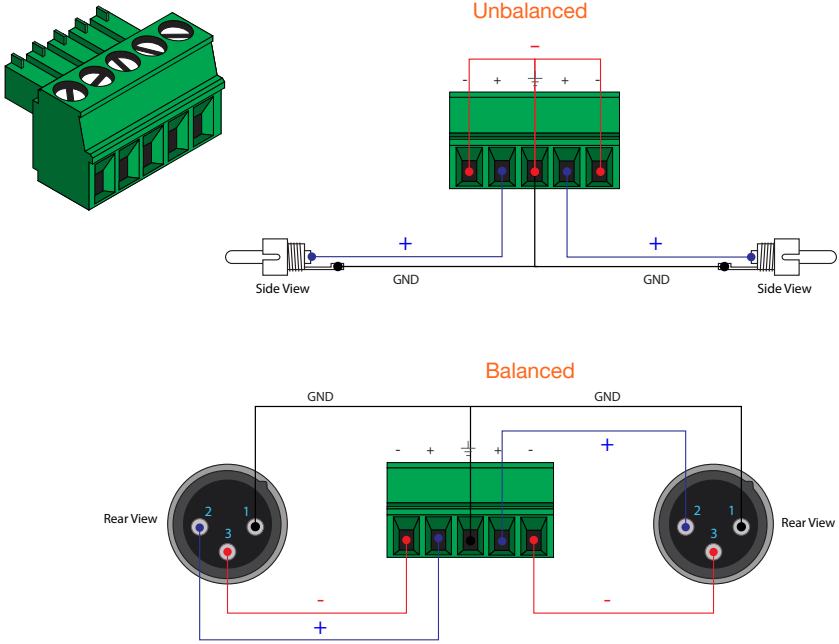 Unbalanced
-
- + + -
+ +
GND GND
Side View Side View
Balanced
GND GND
- + + -
+
2 1 2 1
Rear View Rear View
3 3
- -
+